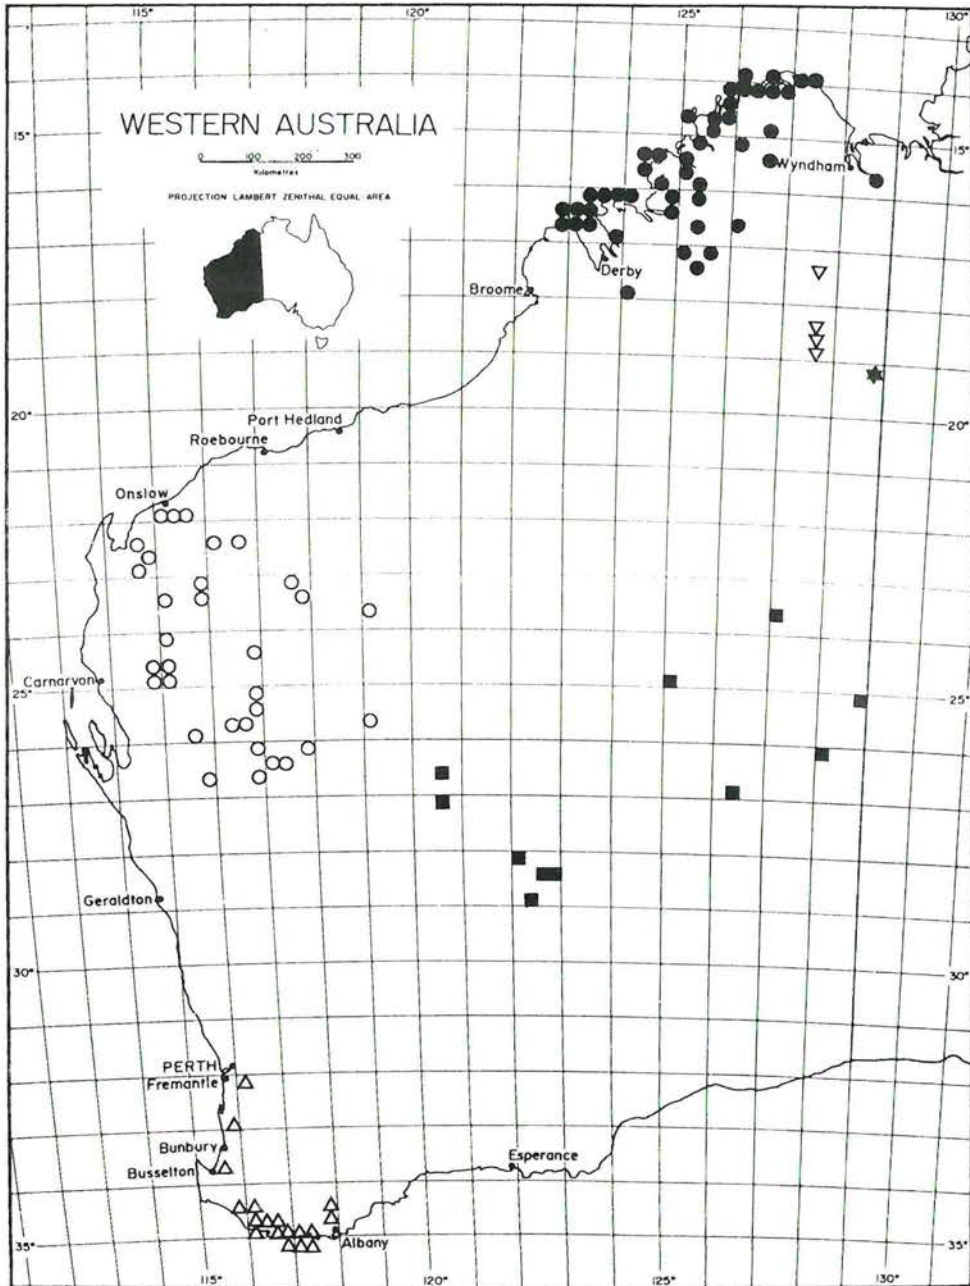 115° 120° 125° 130°
WESTERN AUSTRALIA
0 100 200 300
Kilometres
PROJECTION LAMBERT ZENITHAL EQUAL-AREA
15° 15°
Wyndham
Derby
Broome
20° 20°
Port Hedland
Roebourne
Onslow
Carnarvon
25° 25°
Geraldton
30° 30°
PERTH
Fremantle
Bunbury
Busselton
Esperance
Albany
35° 35°
115° 120° 125° 130°